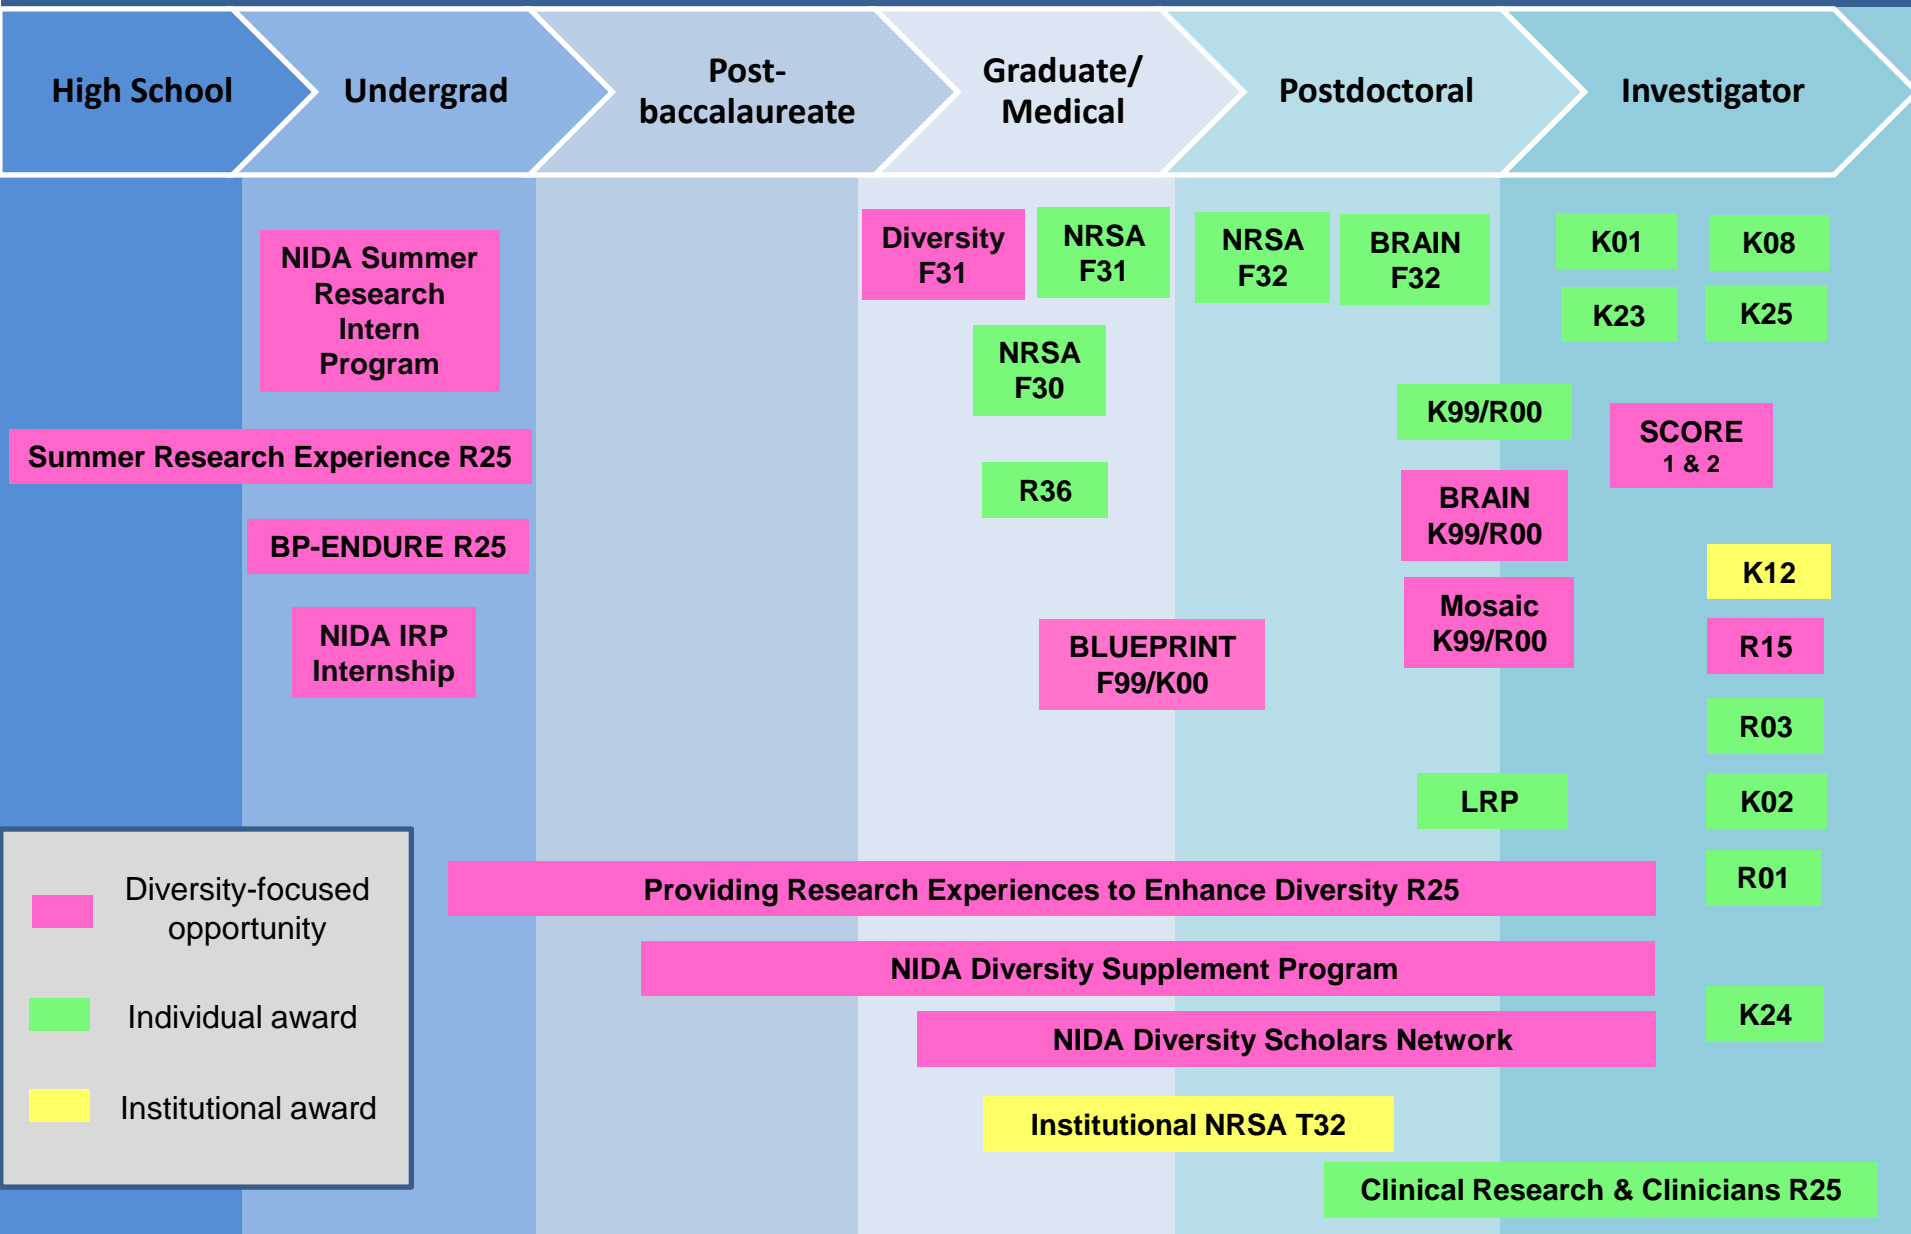 High School
Undergrad
Post-
baccalaureate
Graduate/
Medical
Postdoctoral
Investigator
NIDA Summer
Research
Intern
Program
Summer Research Experience R25
BP-ENDURE R25
NIDA IRP
Internship
Diversity
F31
NRSA
F31
NRSA
F30
R36
BLUEPRINT
F99/K00
NRSA
F32
BRAIN
F32
K99/R00
BRAIN
K99/R00
Mosaic
K99/R00
LRP
K01
K08
K23
K25
SCORE
1 & 2
K12
R15
R03
K02
R01
K24
Providing Research Experiences to Enhance Diversity R25
NIDA Diversity Supplement Program
NIDA Diversity Scholars Network
Institutional NRSA T32
Clinical Research & Clinicians R25
Diversity-focused
opportunity
Individual award
Institutional award